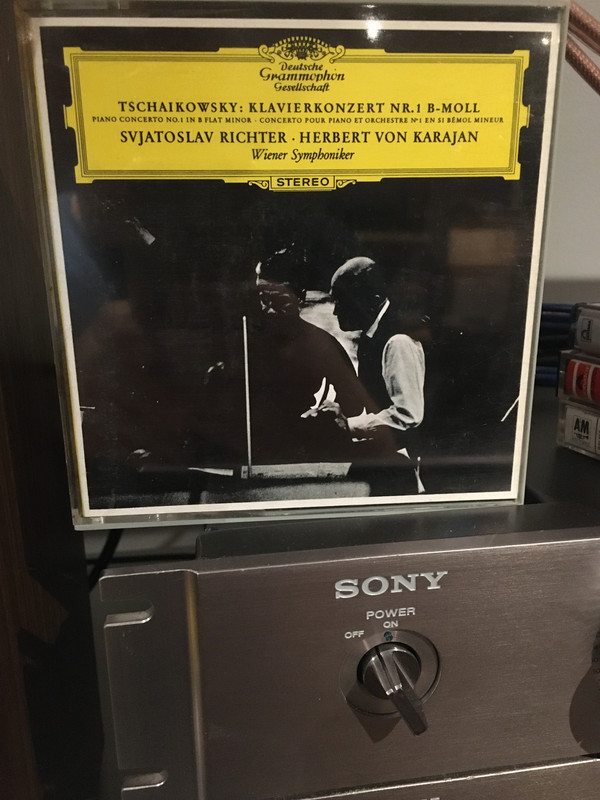 Deutsche
Grammophon
Gesellschaft
TSCHAIKOWSKY: KLAVIERKONZERT NR.1 B-MOLL
PIANO CONCERTO NO.1 IN B FLAT MINOR · CONCERTO POUR PIANO ET ORCHESTRE Nº1 EN SI BÉMOL MINEUR
SVJATOSLAV RICHTER · HERBERT VON KARAJAN
Wiener Symphoniker
STEREO
AM
SONY
POWER
ON
OFF